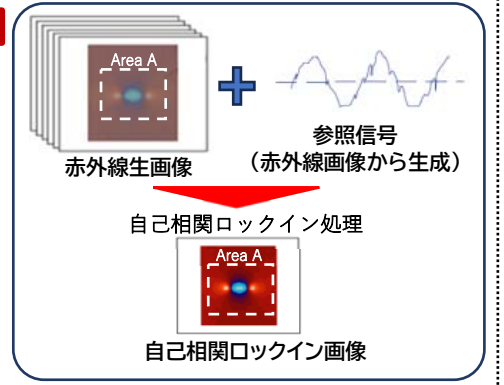 Area A
参照信号
（赤外線画像から生成）
赤外線生画像
自己相関ロックイン処理
Area A
自己相関ロックイン画像